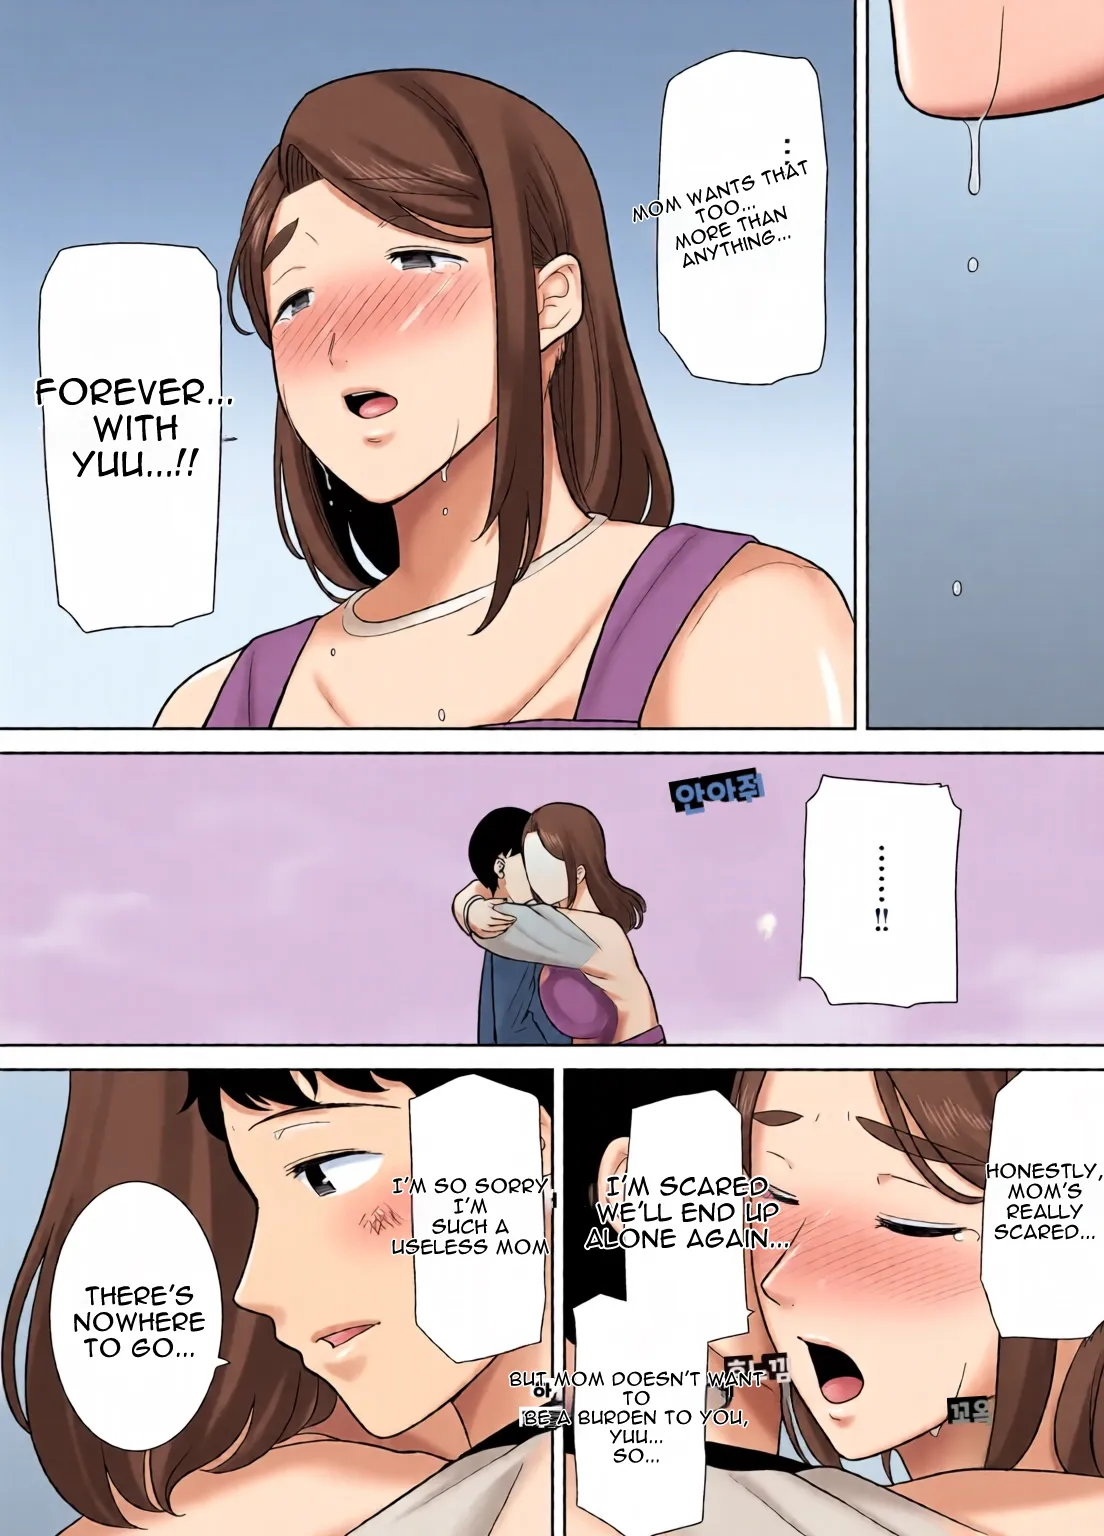 ...
MOM WANTS THAT
TOO...
MORE THAN
ANYTHING...
FOREVER...
WITH
YUU...!!
안아줘
......!!
HONESTLY,
MOM'S
REALLY
SCARED...
I'M SCARED
WE'LL END UP
ALONE AGAIN...
BUT MOM DOESN'T WANT
TO
BE A BURDEN TO YOU,
YUU...
SO...
꼬옥
I'M SO SORRY
I'M
SUCH A
USELESS MOM
THERE'S
NOWHERE
TO GO...